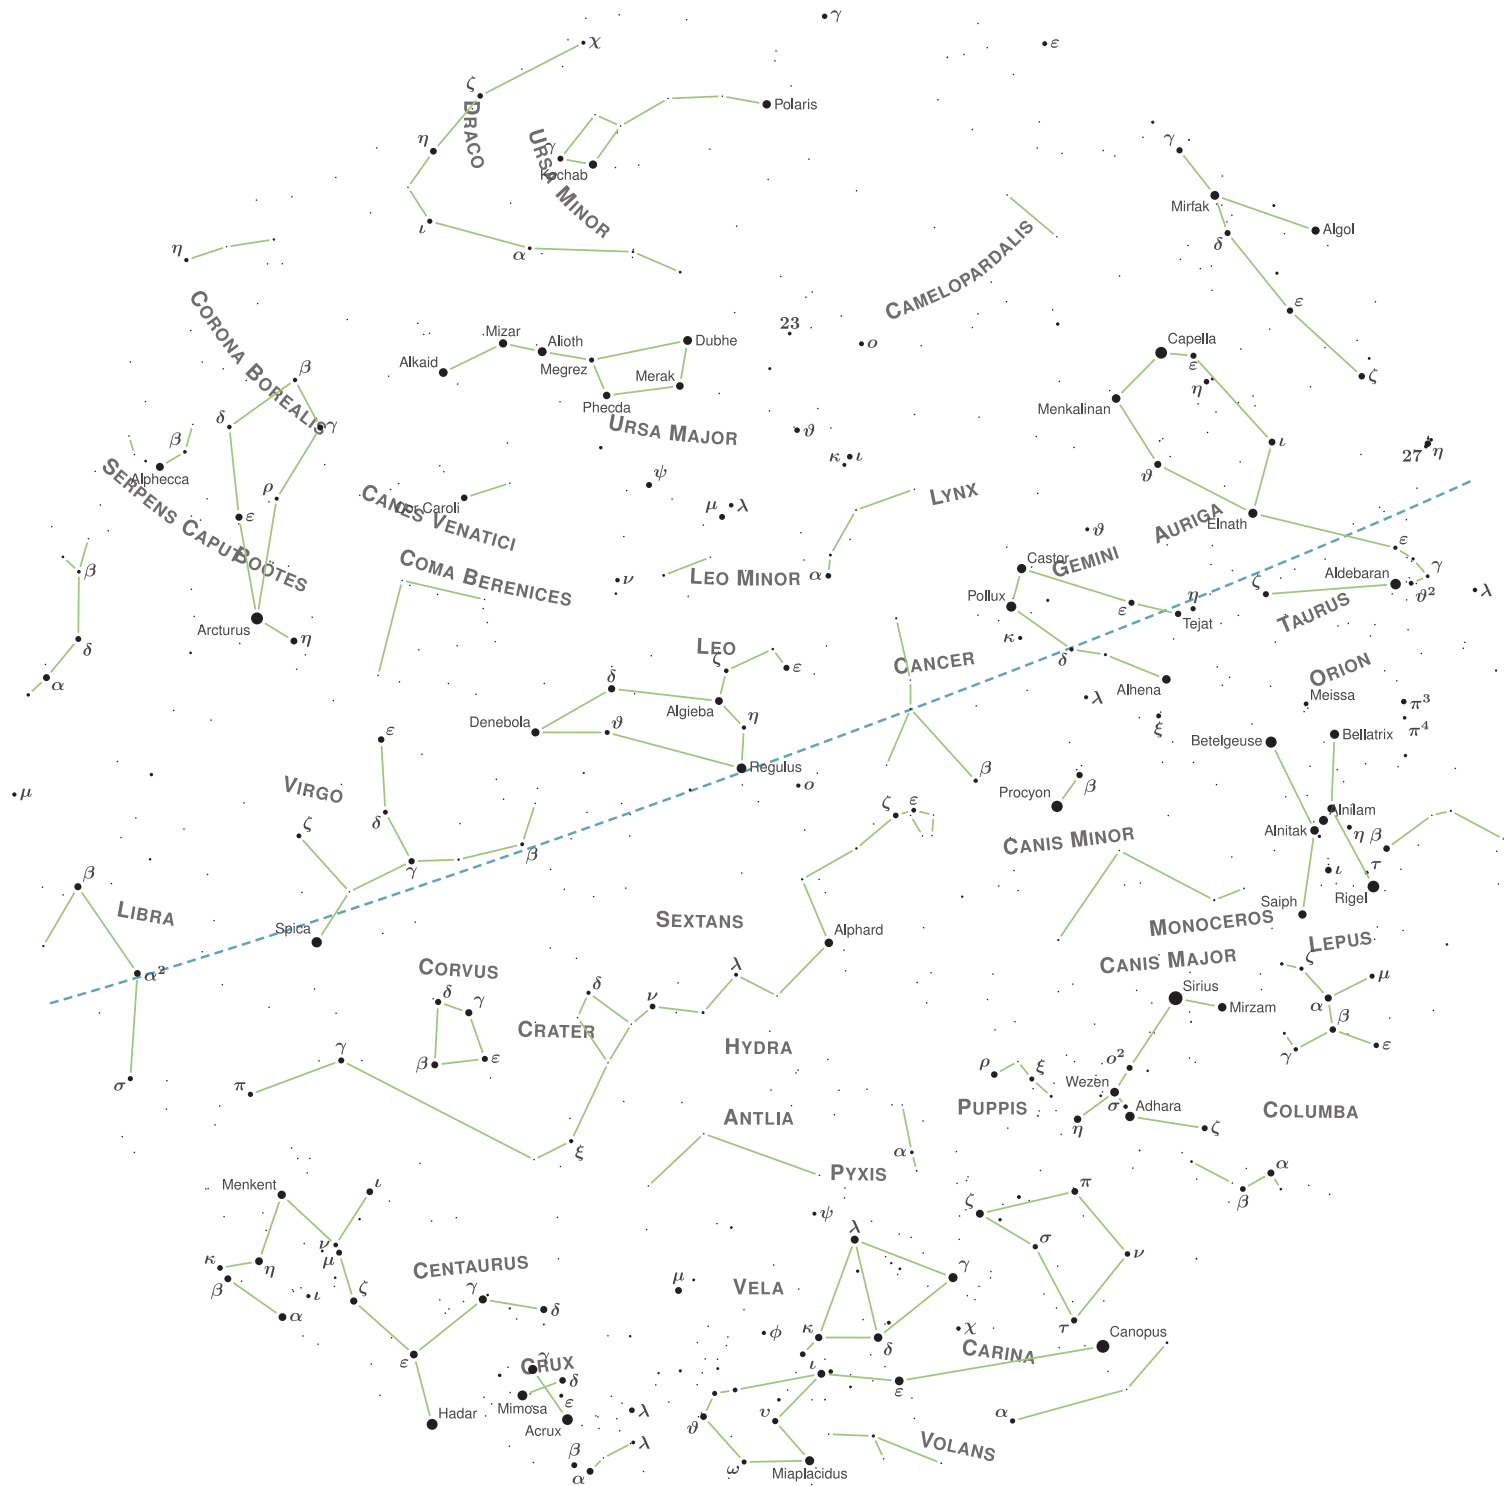 γ
χ
ε
ζ
Polaris
DRACO
η
URSA MINOR
γ
Kochab
γ
Mirfak
Algol
δ
ι
α
η
CAMELOPARDALIS
CORONA BOREALIS
ε
23
ο
Mizar
Alioth
Dubhe
Capella
ε
Alkaid
Megrez
Merak
η
ζ
β
Phecda
Menkalinan
URSA MAJOR
δ
γ
ϑ
ι
β
κ
ι
27
η
Alphecca
ψ
ϑ
SERPENS CAPUT
ρ
LYNX
CANES VENATICI
Cor Caroli
μ
λ
AURIGA
Elnath
ε
ϑ
ε
BOÖTES
COMA BERENICES
GEMINI
Castor
β
ν
LEO MINOR
α
Aldebaran
γ
ζ
ϑ²
λ
Pollux
ε
η
Tejat
TAURUS
Arcturus
η
κ
δ
LEO
CANCER
δ
ζ
ε
ORION
α
δ
Alhena
Meissa
Algieba
λ
π³
Denebola
ϑ
η
ξ
π⁴
ε
Betelgeuse
Bellatrix
Regulus
VIRGO
ο
β
Procyon
β
μ
ζ
ε
Alnilam
ζ
δ
CANIS MINOR
Alnitak
η
β
β
γ
β
ι
τ
Saiph
Rigel
LIBRA
SEXTANS
MONOCEROS
Spica
Alphard
LEPUS
CORVUS
CANIS MAJOR
α²
λ
ζ
μ
δ
γ
δ
ν
Sirius
Mirzam
α
CRATER
β
HYDRA
γ
ε
β
ε
ο²
γ
ρ
ξ
σ
π
Wezen
PUPPIS
σ
Adhara
COLUMBA
ANTLIA
η
ζ
ξ
α
PYXIS
α
Menkent
ι
π
β
ζ
ψ
λ
ν
σ
ν
κ
μ
η
CENTAURUS
γ
μ
VELA
β
ζ
γ
ι
δ
α
φ
κ
χ
τ
δ
Canopus
CARINA
ε
γ
CRUX
ι
δ
ε
Mimosa
ε
Hadar
Acrux
λ
ϑ
υ
α
λ
β
VOLANS
α
ω
Miaplacidus